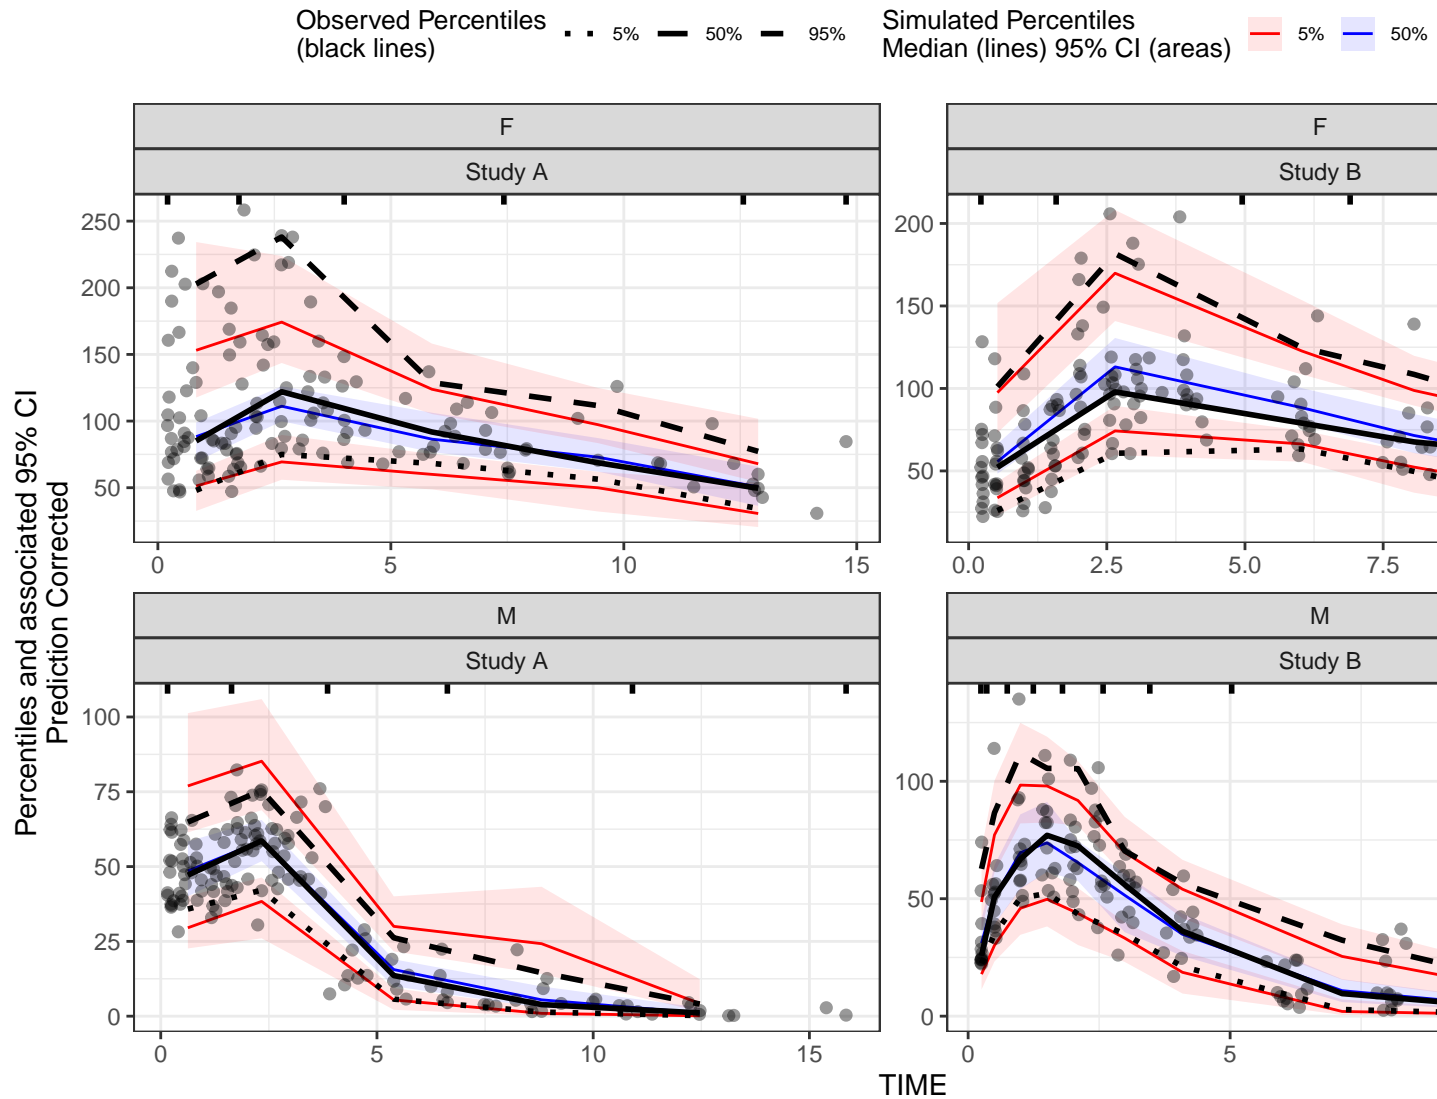 Observed Percentiles
(black lines)
5%
50%
95%
Simulated Percentiles
Median (lines) 95% CI (areas)
5%
50%
Percentiles and associated 95% CI
Prediction Corrected
F
Study A
250
200
150
100
50
0
5
10
15
F
Study B
200
150
100
50
0.0
2.5
5.0
7.5
M
Study A
100
75
50
25
0
0
5
10
15
M
Study B
100
50
0
0
5
TIME